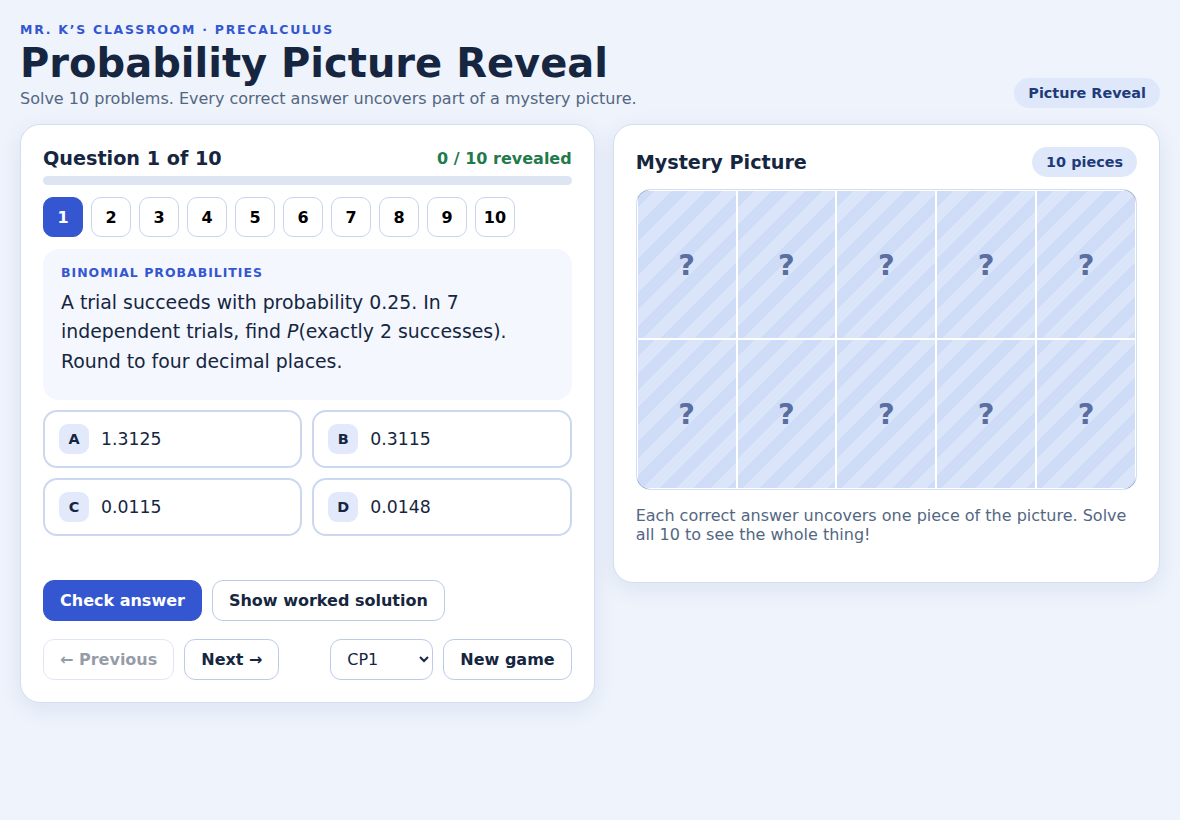 MR. K’S CLASSROOM · PRECALCULUS
Probability Picture Reveal
Solve 10 problems. Every correct answer uncovers part of a mystery picture.
Picture Reveal
Question 1 of 10
0 / 10 revealed
1 2 3 4 5 6 7 8 9 10
BINOMIAL PROBABILITIES
A trial succeeds with probability 0.25. In 7
independent trials, find P(exactly 2 successes).
Round to four decimal places.
A 1.3125
B 0.3115
C 0.0115
D 0.0148
Check answer
Show worked solution
← Previous
Next →
CP1
New game
Mystery Picture
10 pieces
? ? ? ? ?
? ? ? ? ?
Each correct answer uncovers one piece of the picture. Solve
all 10 to see the whole thing!